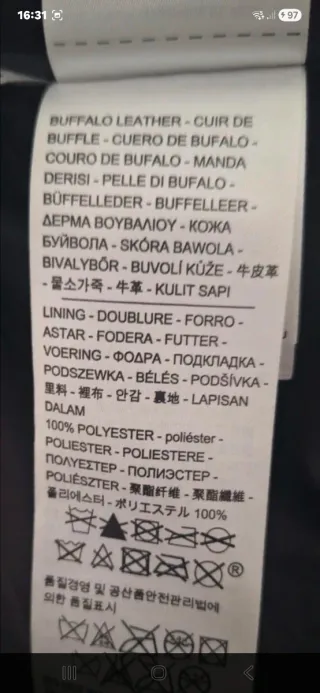 16:31
97
BUFFALO LEATHER - CUIR DE
BUFFLE - CUERO DE BUFALO -
COURO DE BUFALO - MANDA
DERISI - PELLE DI BUFALO -
BÜFFELLEDER - BUFFELLEER -
ΔΕΡΜΑ ΒΟΥΒΑΛΙΟΥ - КОЖА
БУЙВОЛА - SKÓRA BAWOLA -
BIVALYBŐR - BUVOLÍ KŮŽE - 牛皮革
- 물소가죽 - 牛革 - KULIT SAPI
LINING - DOUBLURE - FORRO -
ASTAR - FODERA - FUTTER -
VOERING - ΦΟΔΡΑ - ПОДКЛАДКА -
PODSZEWKA - BÉLÉS - PODŠÍVKA -
里料 - 裡布 - 안감 - 裏地 - LAPISAN
DALAM
100% POLYESTER - poliéster -
POLIESTER - POLIESTERE -
ΠΟΛΥΕΣΤΕΡ - ПОЛИЭСТЕР -
POLIÉSZTER - 聚酯纤维 - 聚酯纖維 -
폴리에스터 - ポリエステル 100%
®
품질경영 및 공산품안전관리법에
의한 품질표시